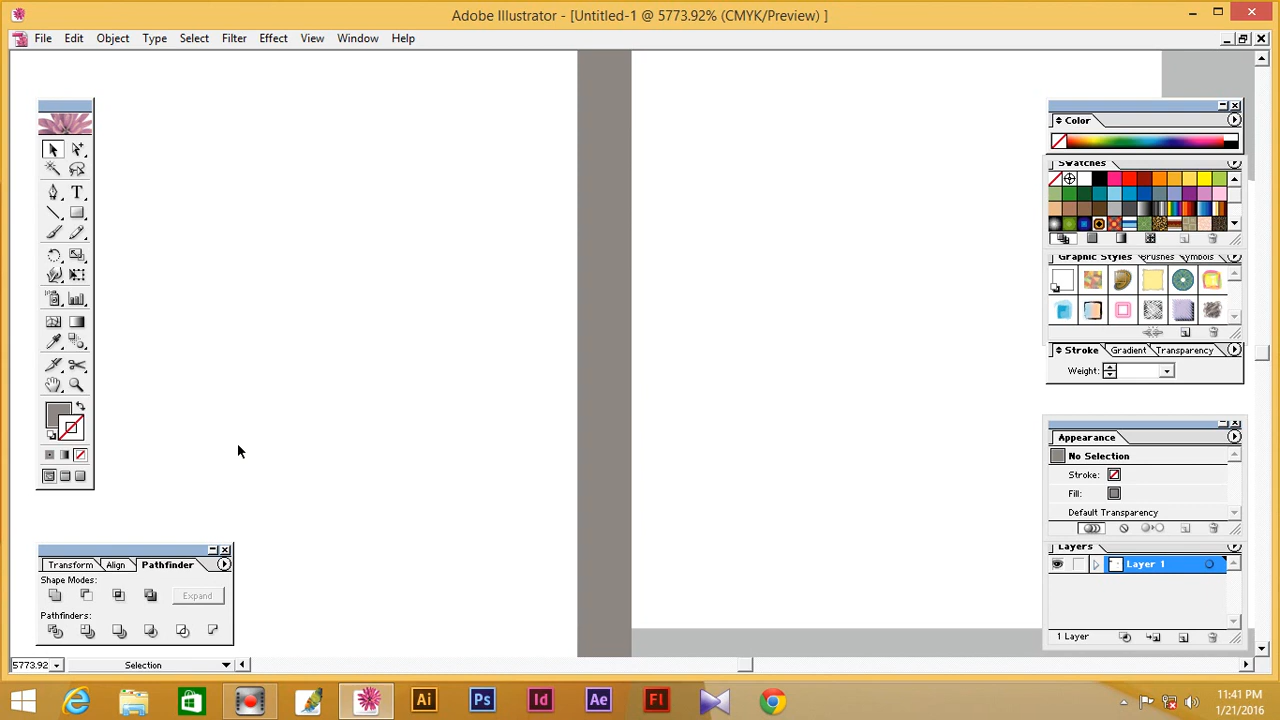 Adobe Illustrator - [Untitled-1 @ 5773.92% (CMYK/Preview) ]
File Edit Object Type Select Filter Effect View Window Help
Color
Swatches
Graphic Styles Brushes Symbols
Stroke Gradient Transparency
Weight:
Appearance
No Selection
Stroke:
Fill:
Default Transparency
Layers
Layer 1
1 Layer
T
Transform Align Pathfinder
Shape Modes:
Expand
Pathfinders:
5773.92 Selection
Ai Ps Id Ae Fl
11:41 PM
1/21/2016